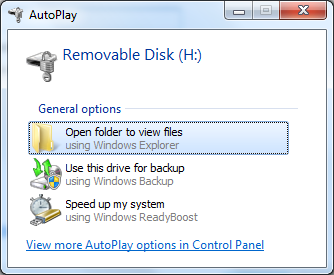 AutoPlay
Removable Disk (H:)
General options
Open folder to view files
using Windows Explorer
Use this drive for backup
using Windows Backup
Speed up my system
using Windows ReadyBoost
View more AutoPlay options in Control Panel